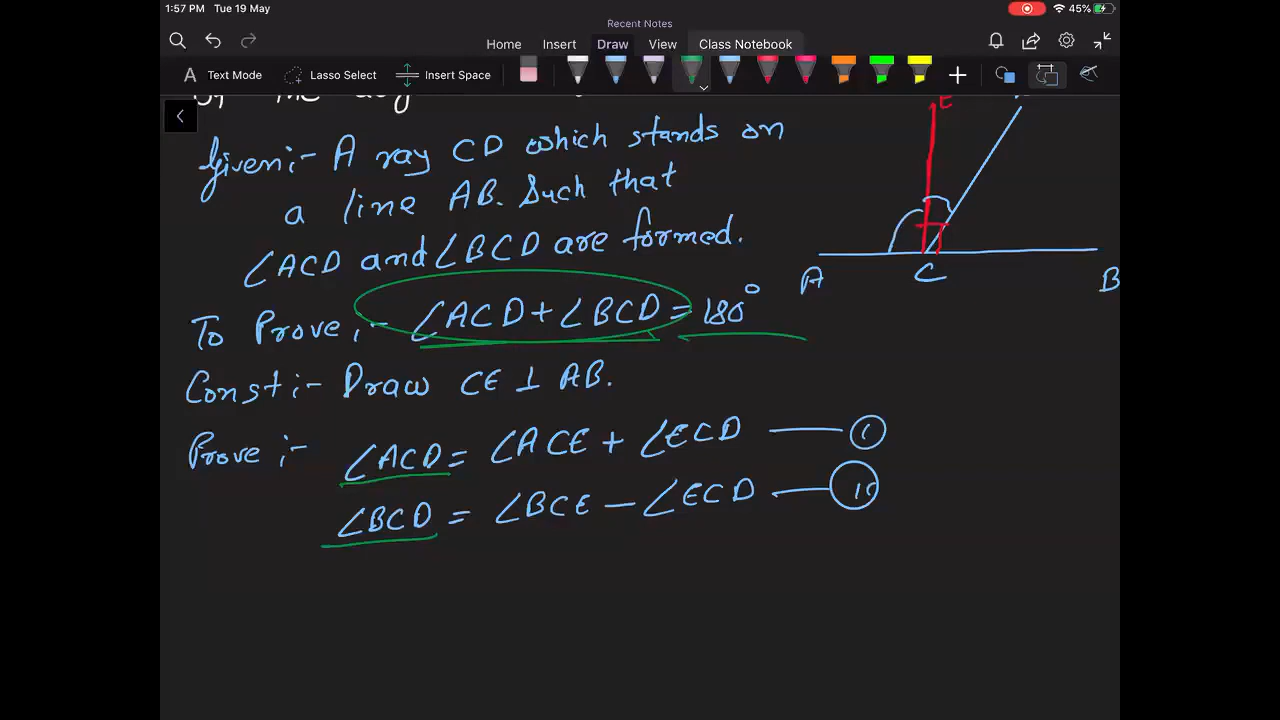 1:57 PM Tue 19 May
45%
Recent Notes
Home Insert Draw View Class Notebook
Text Mode Lasso Select Insert Space
E
Given:- A ray CD which stands on
a line AB. Such that
∠ACD and ∠BCD are formed.
A C B
To Prove:- ∠ACD + ∠BCD = 180°
Const:- Draw CE ⊥ AB.
Prove:- ∠ACD = ∠ACE + ∠ECD — (i)
∠BCD = ∠BCE – ∠ECD — (ii)